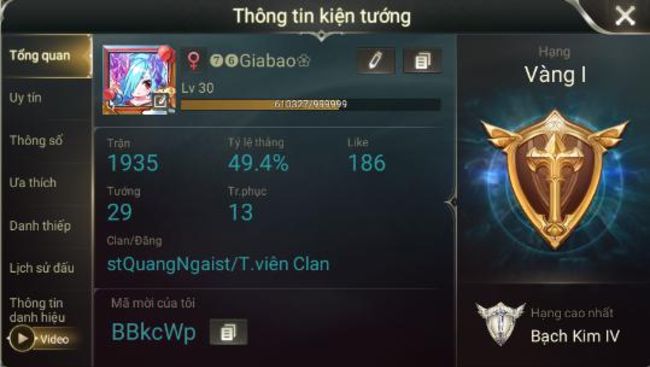 Thông tin kiện tướng
Tổng quan
Uy tín
Thông số
Ưa thích
Danh thiếp
Lịch sử đấu
Thông tin
danh hiệu
Video
♀ ❼❻Giabao❀
Lv 30
610327/999999
Trận
Tỷ lệ thắng
Like
1935
49.4%
186
Tướng
Tr.phục
29
13
Clan/Đăng
stQuangNgaist/T.viên Clan
Mã mời của tôi
BBkcWp
Hạng
Vàng I
Hạng cao nhất
Bạch Kim IV